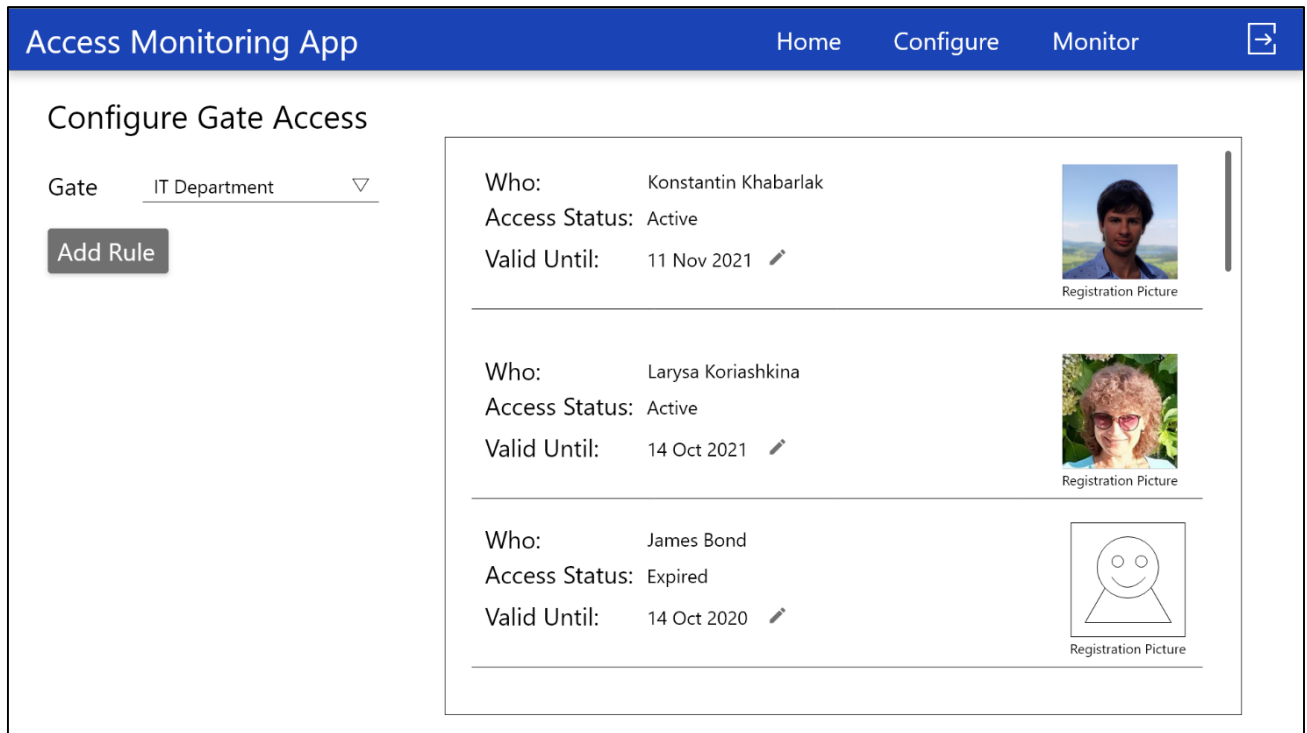 Access Monitoring App
Home Configure Monitor
Configure Gate Access
Gate IT Department
Add Rule
Who: Konstantin Khabarlak
Access Status: Active
Valid Until: 11 Nov 2021
Registration Picture
Who: Larysa Koriashkina
Access Status: Active
Valid Until: 14 Oct 2021
Registration Picture
Who: James Bond
Access Status: Expired
Valid Until: 14 Oct 2020
Registration Picture